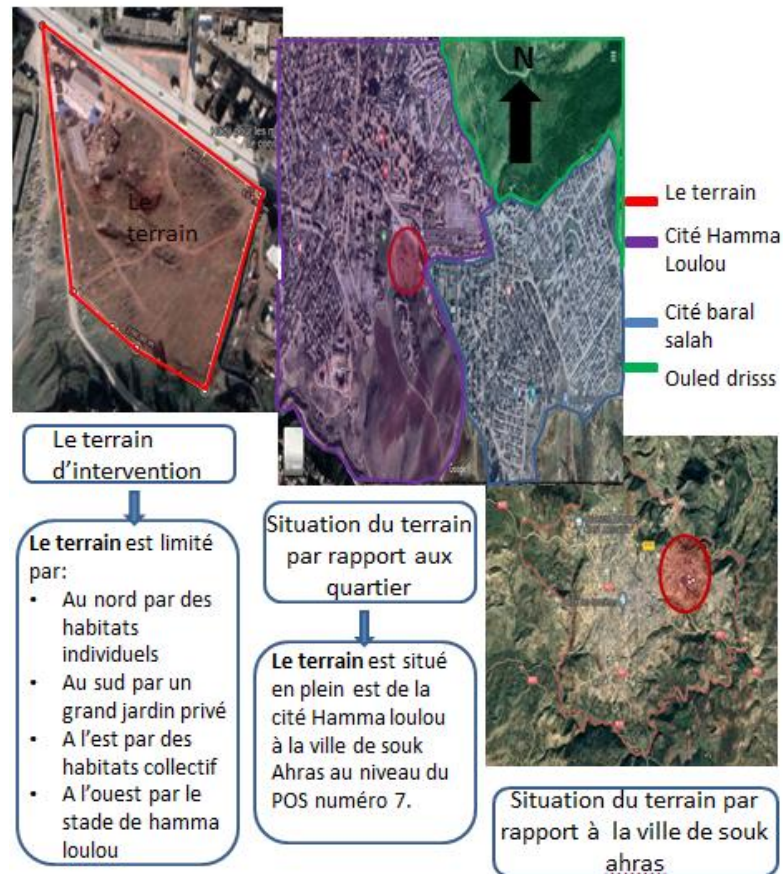 Le
terrain
N
Le terrain
Cité Hamma
Loulou
Cité baral
salah
Ouled drisss
Google
Le terrain
d’intervention
Le terrain est limité
par:
• Au nord par des
habitats
individuels
• Au sud par un
grand jardin privé
• A l’est par des
habitats collectif
• A l’ouest par le
stade de hamma
loulou
Situation du terrain
par rapport aux
quartier
Le terrain est situé
en plein est de la
cité Hamma loulou
à la ville de souk
Ahras au niveau du
POS numéro 7.
Situation du terrain par
rapport à la ville de souk
ahras